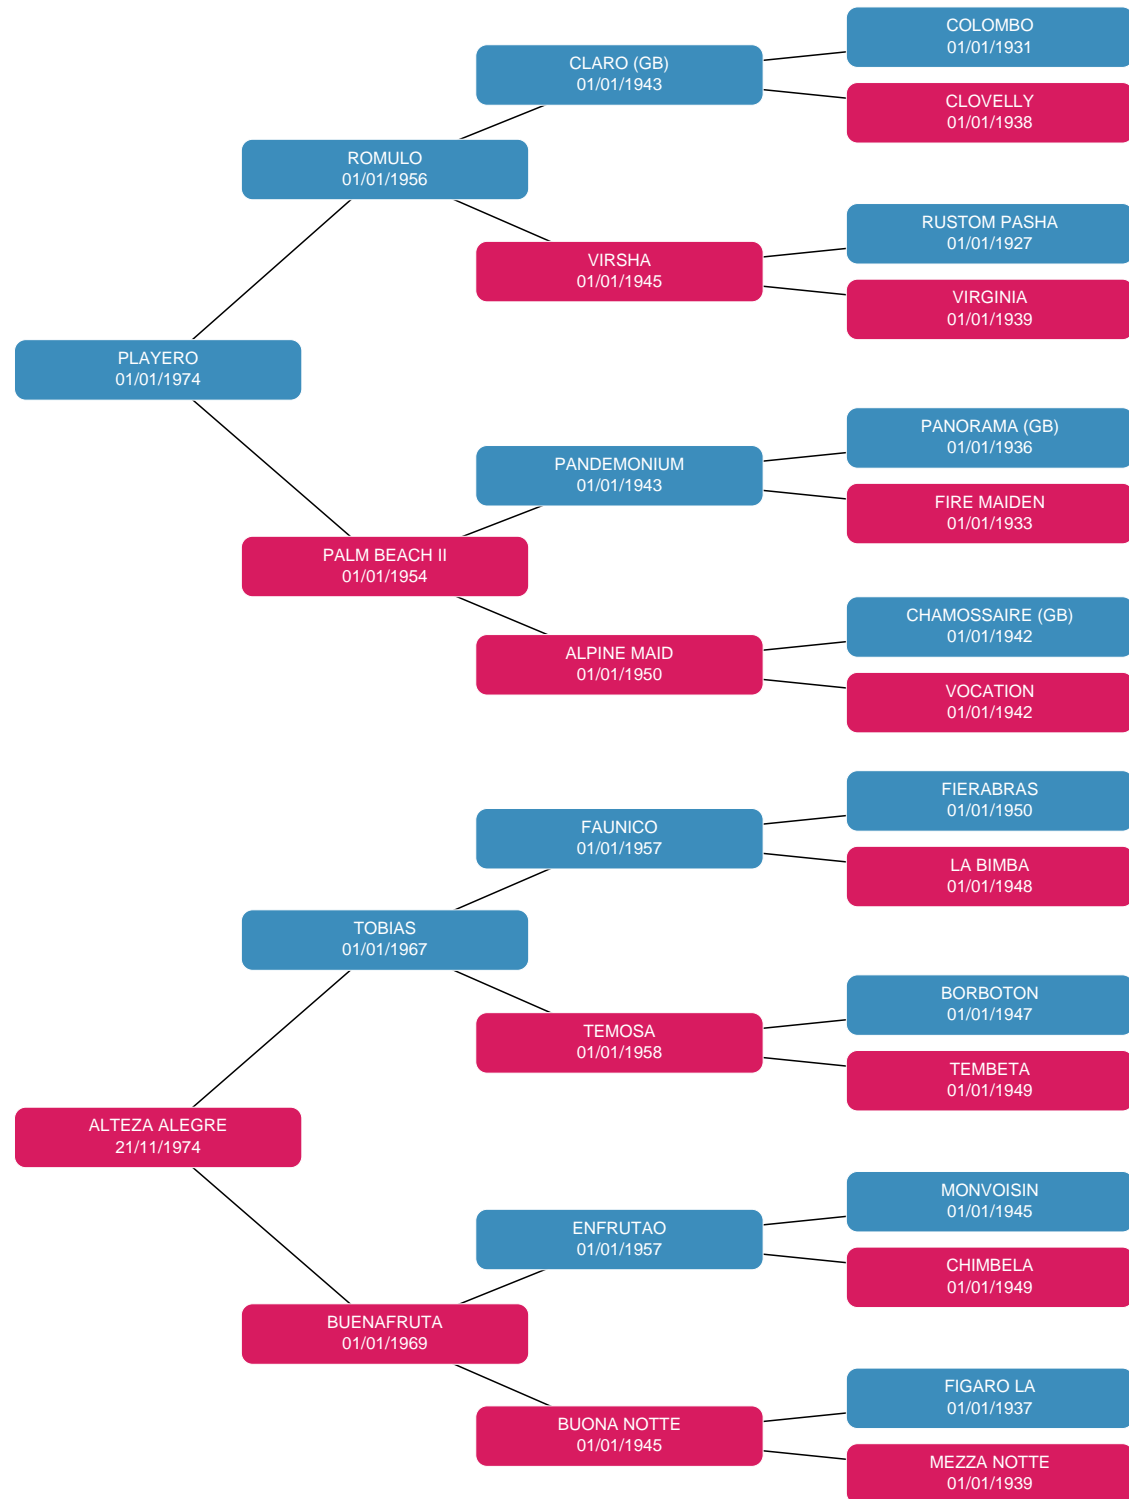 COLOMBO
01/01/1931
CLARO (GB)
01/01/1943
CLOVELLY
01/01/1938
ROMULO
01/01/1956
RUSTOM PASHA
01/01/1927
VIRSHA
01/01/1945
VIRGINIA
01/01/1939
PLAYERO
01/01/1974
PANORAMA (GB)
01/01/1936
PANDEMONIUM
01/01/1943
FIRE MAIDEN
01/01/1933
PALM BEACH II
01/01/1954
CHAMOSSAIRE (GB)
01/01/1942
ALPINE MAID
01/01/1950
VOCATION
01/01/1942
FIERABRAS
01/01/1950
FAUNICO
01/01/1957
LA BIMBA
01/01/1948
TOBIAS
01/01/1967
BORBOTON
01/01/1947
TEMOSA
01/01/1958
TEMBETA
01/01/1949
ALTEZA ALEGRE
21/11/1974
MONVOISIN
01/01/1945
ENFRUTAO
01/01/1957
CHIMBELA
01/01/1949
BUENAFRUTA
01/01/1969
FIGARO LA
01/01/1937
BUONA NOTTE
01/01/1945
MEZZA NOTTE
01/01/1939